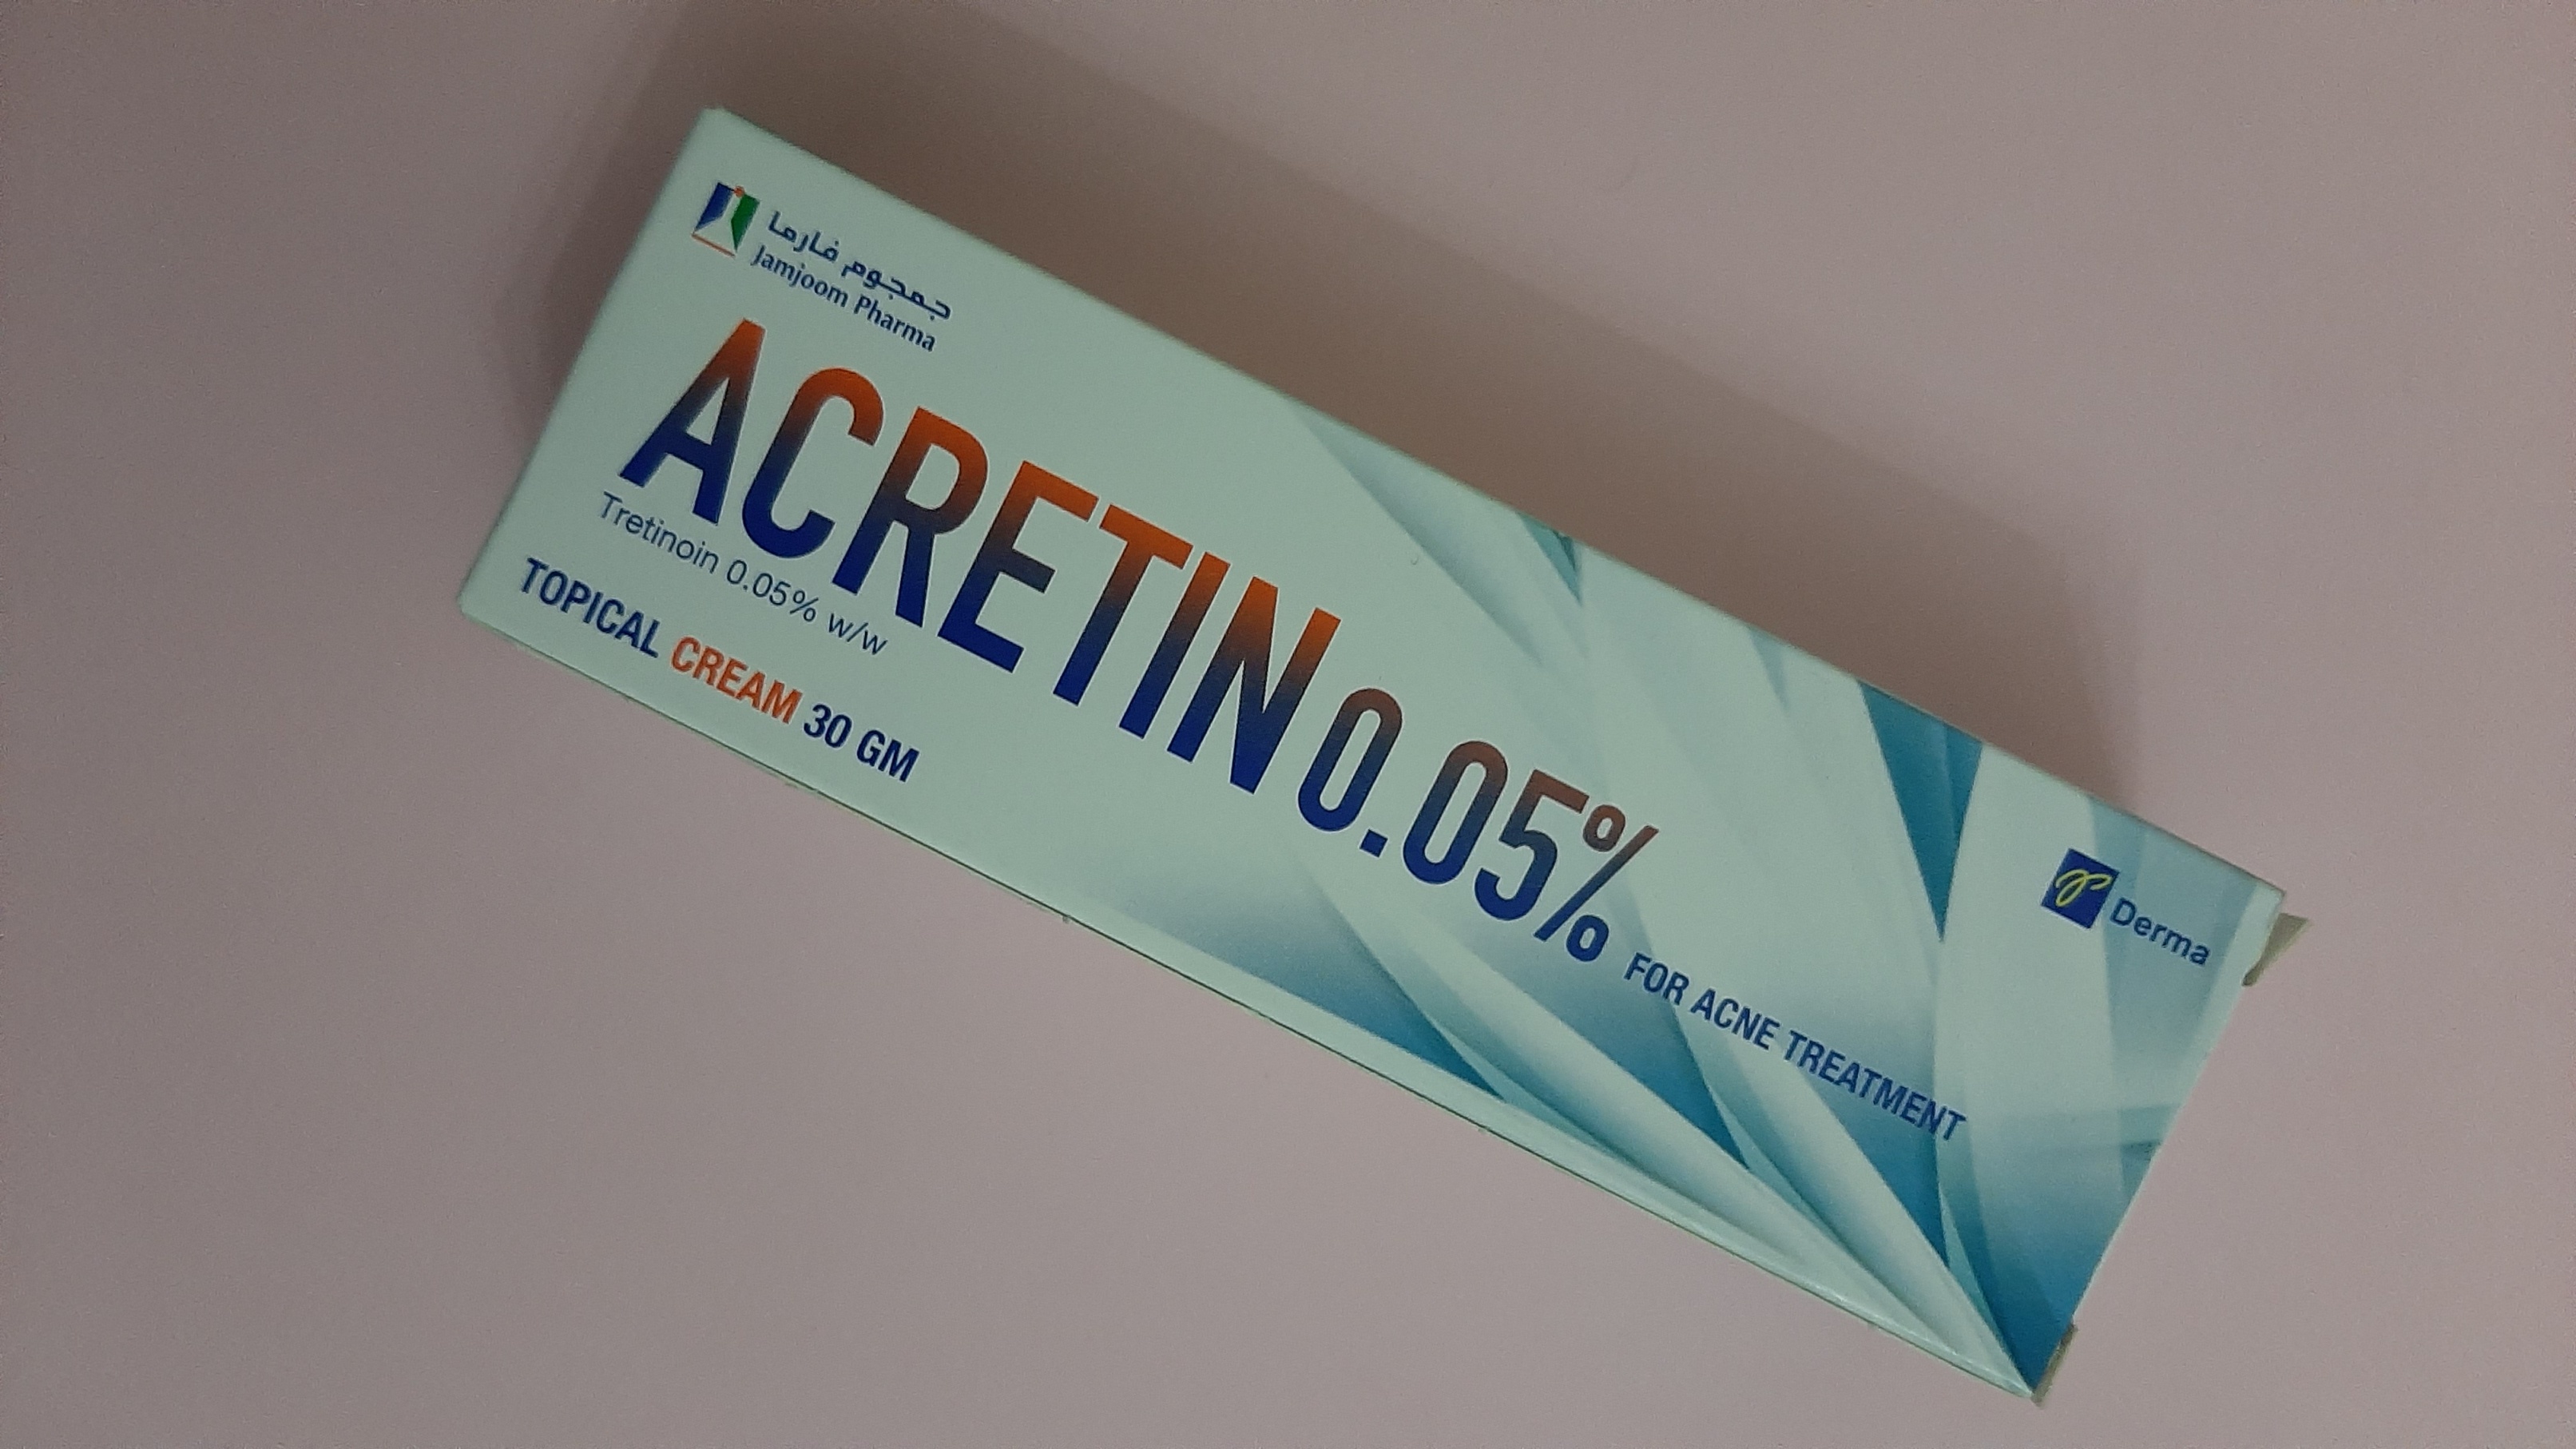 جمجوم فارما
Jamjoom Pharma
ACRETIN 0.05%
Tretinoin 0.05% w/w
TOPICAL CREAM 30 GM
FOR ACNE TREATMENT
Derma